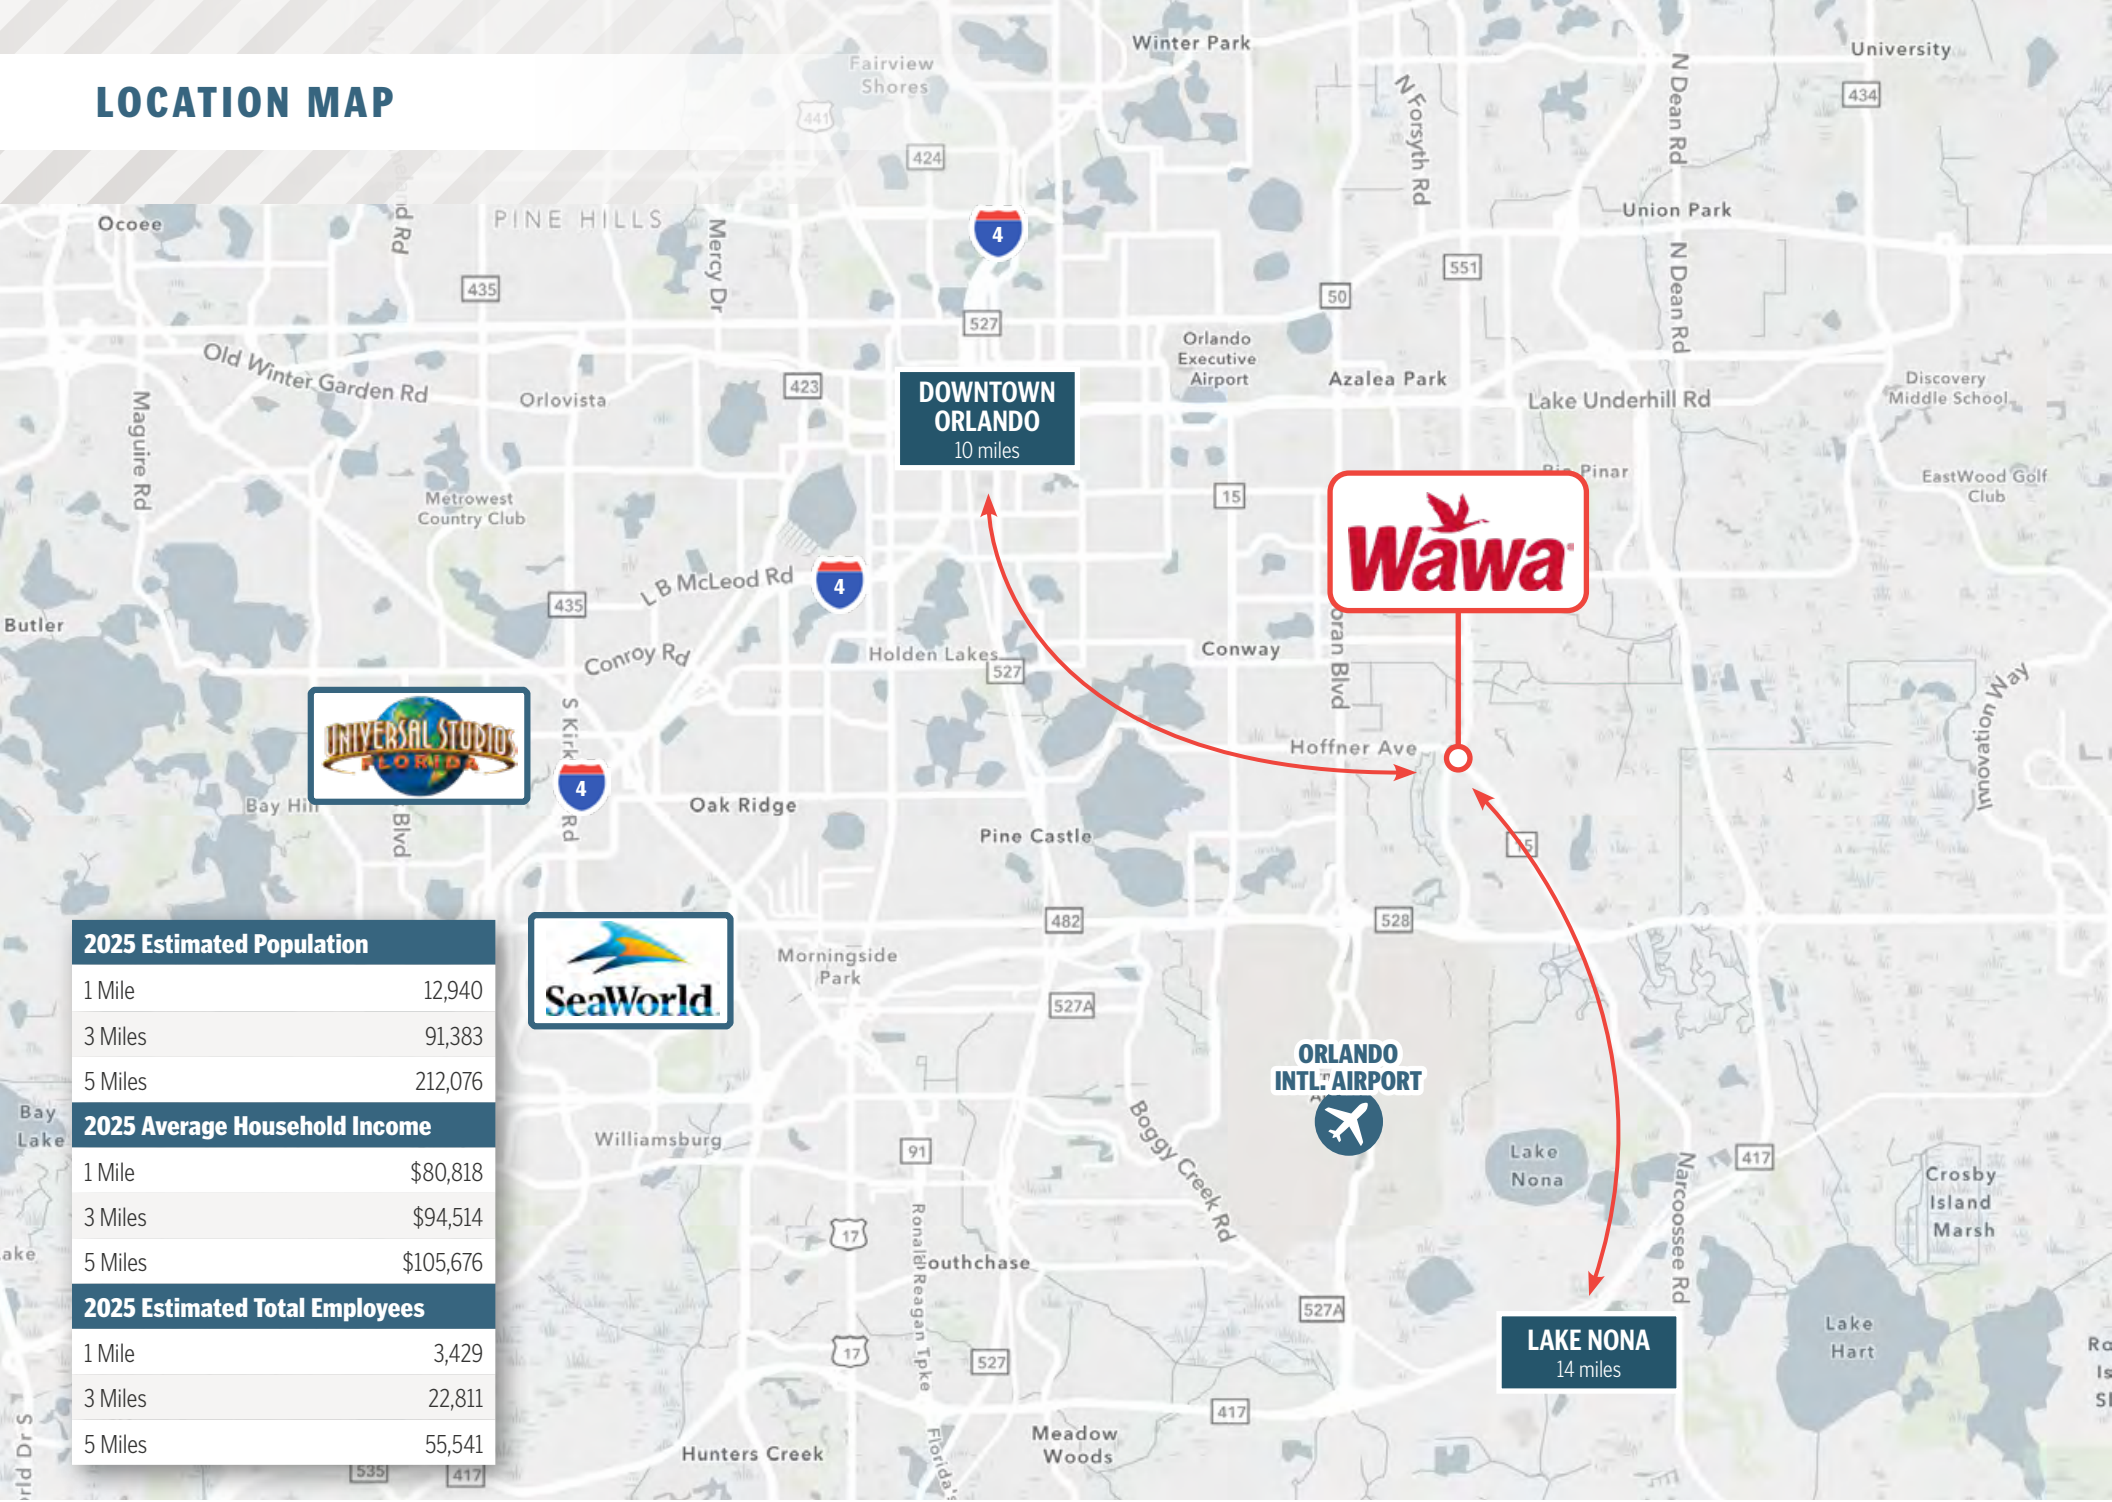 LOCATION MAP
Winter Park
University
Fairview
Shores
N Forsyth Rd
N Dean Rd
434
441
424
Ocoee
PINE HILLS
Mercy Dr
4
Union Park
435
551
N Dean Rd
50
527
Orlando
Executive
Airport
Old Winter Garden Rd
423
Orlovista
Azalea Park
Lake Underhill Rd
Discovery
Middle School
DOWNTOWN
ORLANDO
10 miles
Maguire Rd
Metrowest
Country Club
15
Pinar
EastWood Golf
Club
Wawa
L B McLeod Rd
4
435
Butler
Conroy Rd
Holden Lakes
527
Conway
oran Blvd
Innovation Way
UNIVERSAL STUDIOS
FLORIDA
S Kirk
Rd
4
Hoffner Ave
Bay Hill
Blvd
Oak Ridge
Pine Castle
15
482
528
2025 Estimated Population
1 Mile 12,940
3 Miles 91,383
5 Miles 212,076
2025 Average Household Income
1 Mile $80,818
3 Miles $94,514
5 Miles $105,676
2025 Estimated Total Employees
1 Mile 3,429
3 Miles 22,811
5 Miles 55,541
SeaWorld
Morningside
Park
527A
ORLANDO
INTL. AIRPORT
Bay
Lake
Williamsburg
91
Boggy Creek Rd
Lake
Nona
Narcoossee Rd
417
Crosby
Island
Marsh
17
Ronald Reagan Tpke
outhchase
ake
527A
17
527
LAKE NONA
14 miles
Lake
Hart
417
Meadow
Woods
Hunters Creek
Florida's
535
417
rld Dr S